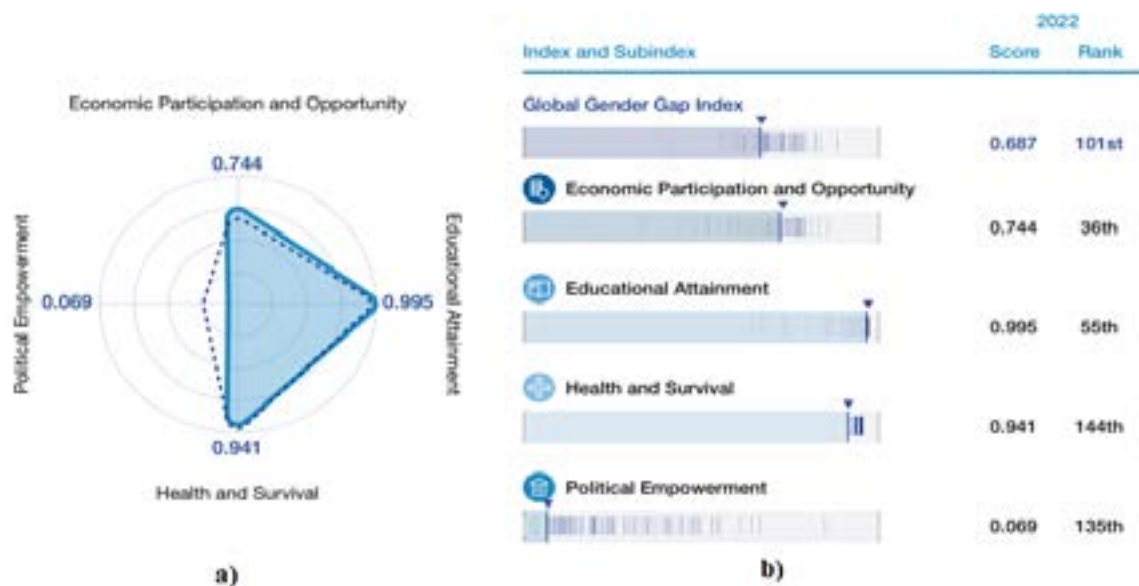 Economic Participation and Opportunity
0.744
Political Empowerment
0.069
0.995
Educational Attainment
0.941
Health and Survival
a)
2022
Index and Subindex Score Rank
Global Gender Gap Index
0.687 101st
Economic Participation and Opportunity
0.744 36th
Educational Attainment
0.995 55th
Health and Survival
0.941 144th
Political Empowerment
0.069 135th
b)